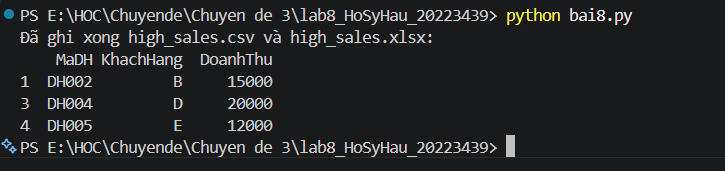 PS E:\HOC\Chuyende\Chuyen de 3\lab8_HoSyHau_20223439> python bai8.py
Đã ghi xong high_sales.csv và high_sales.xlsx:
MaDH KhachHang DoanhThu
1 DH002 B 15000
3 DH004 D 20000
4 DH005 E 12000
PS E:\HOC\Chuyende\Chuyen de 3\lab8_HoSyHau_20223439>